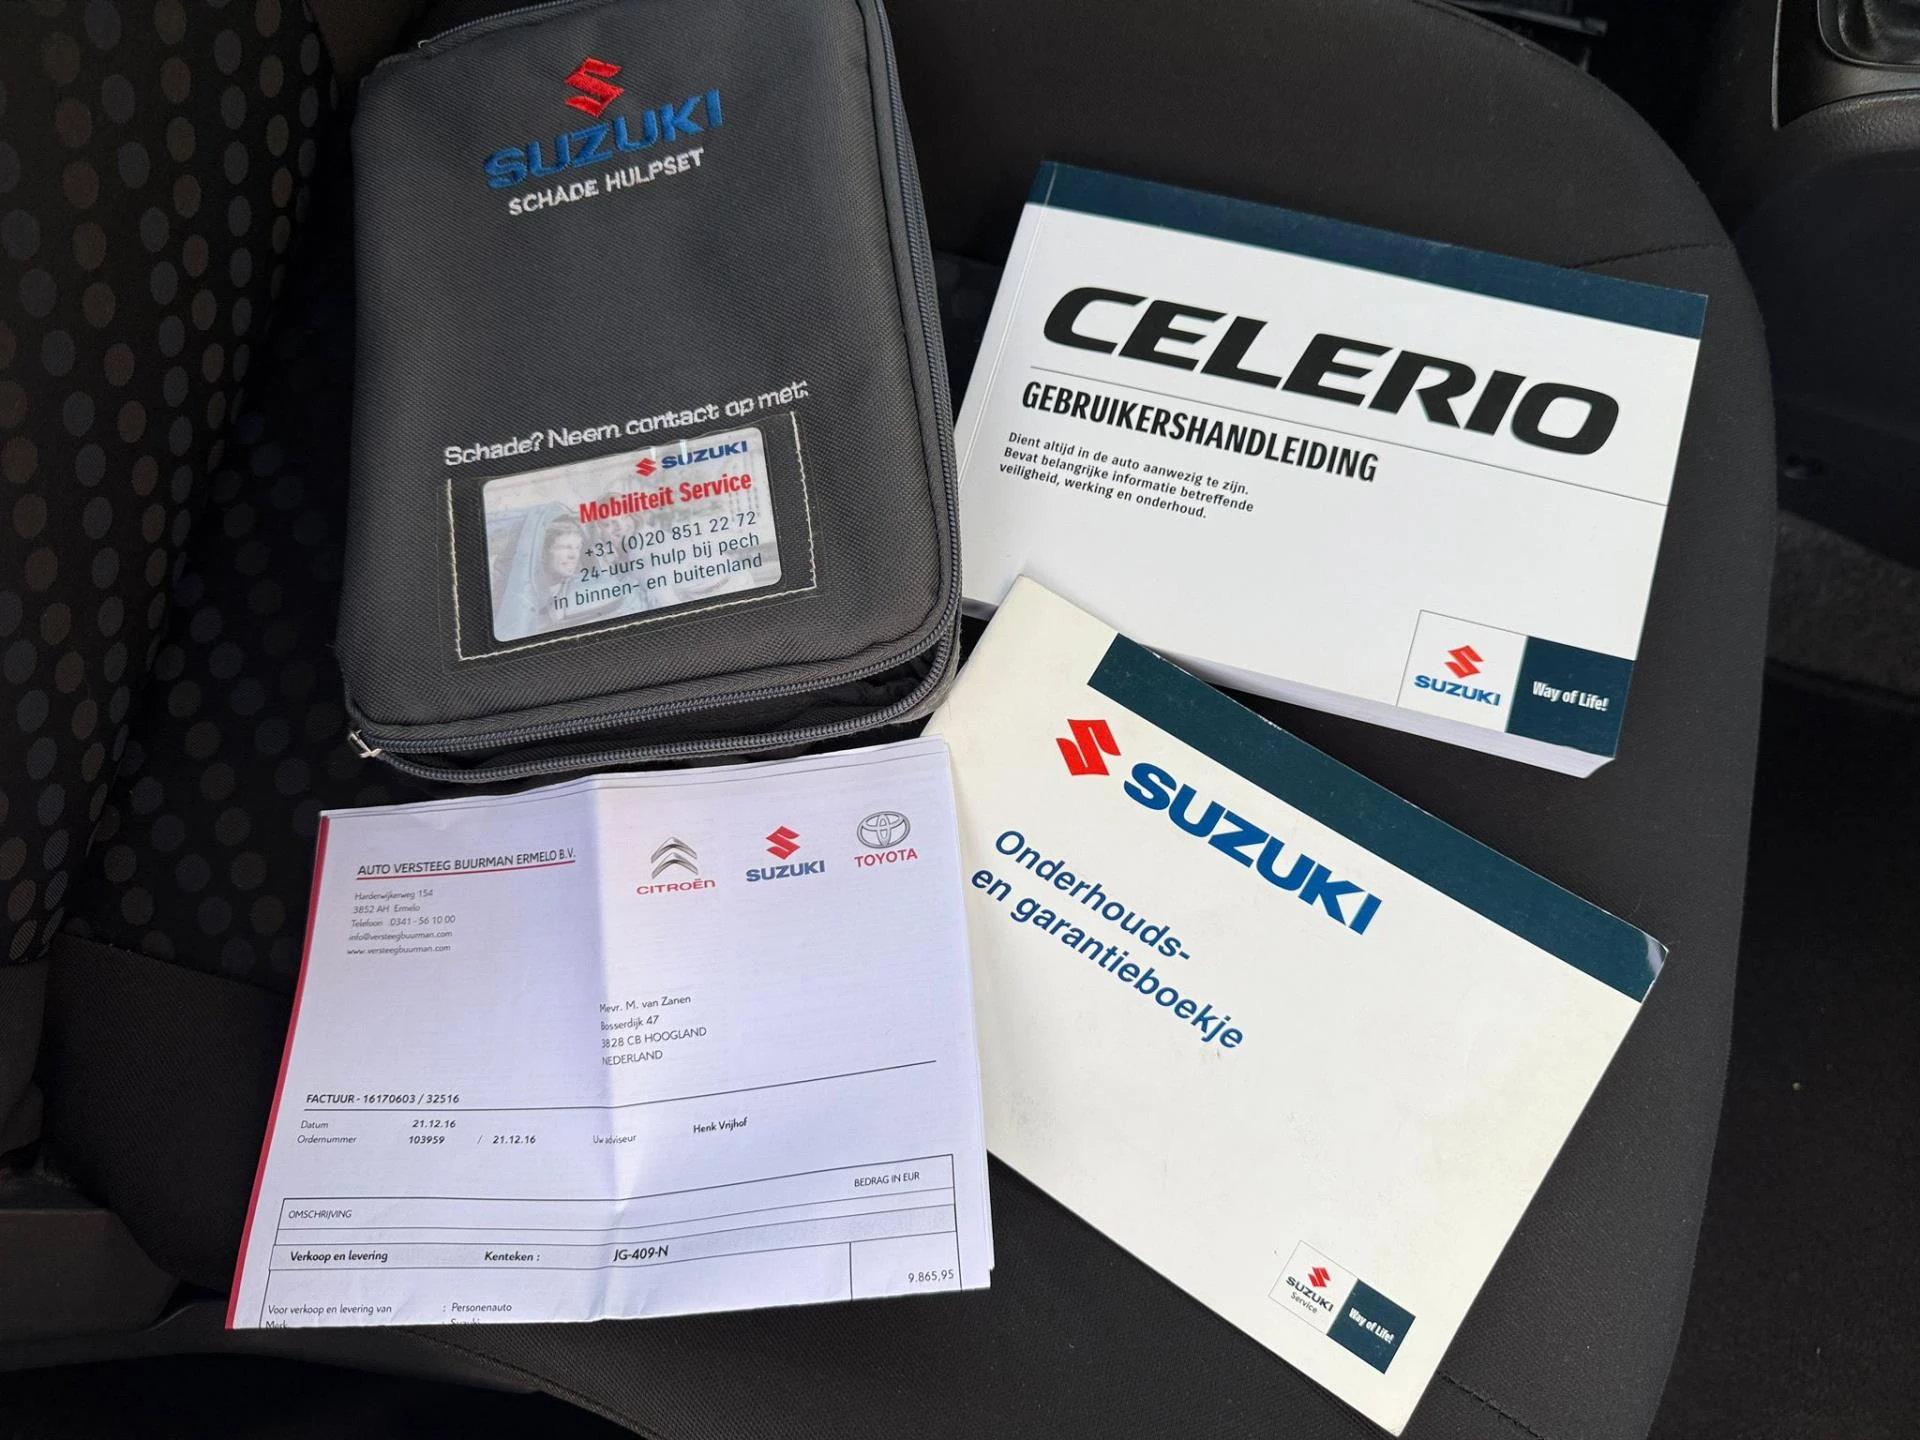 SUZUKI
SCHADE HULPSET
Schade? Neem contact op met:
SUZUKI
Mobiliteit Service
+31 (0)20 851 22 72
24-uurs hulp bij pech
in binnen- en buitenland
CELERIO
GEBRUIKERSHANDLEIDING
Dient altijd in de auto aanwezig te zijn.
Bevat belangrijke informatie betreffende
veiligheid, werking en onderhoud.
SUZUKI
Way of Life!
SUZUKI
Onderhouds-
en garantieboekje
SUZUKI
Service
Way of Life!
AUTO VERSTEEG BUURMAN ERMELO B.V.
Harderwijkerweg 154
3852 AH Ermelo
Telefoon 0341-56 10 00
info@versteegbuurman.com
www.versteegbuurman.com
CITROËN
SUZUKI
TOYOTA
Mevr. M. van Zanen
Bosserdijk 47
3828 CB HOOGLAND
NEDERLAND
FACTUUR - 16170603 / 32516
Datum 21.12.16
Ordernummer 103959 / 21.12.16 Uw adviseur Henk Vrijhof
BEDRAG IN EUR
OMSCHRIJVING
Verkoop en levering Kenteken : JG-409-N
9.865,95
Voor verkoop en levering van : Personenauto
Merk : Suzuki